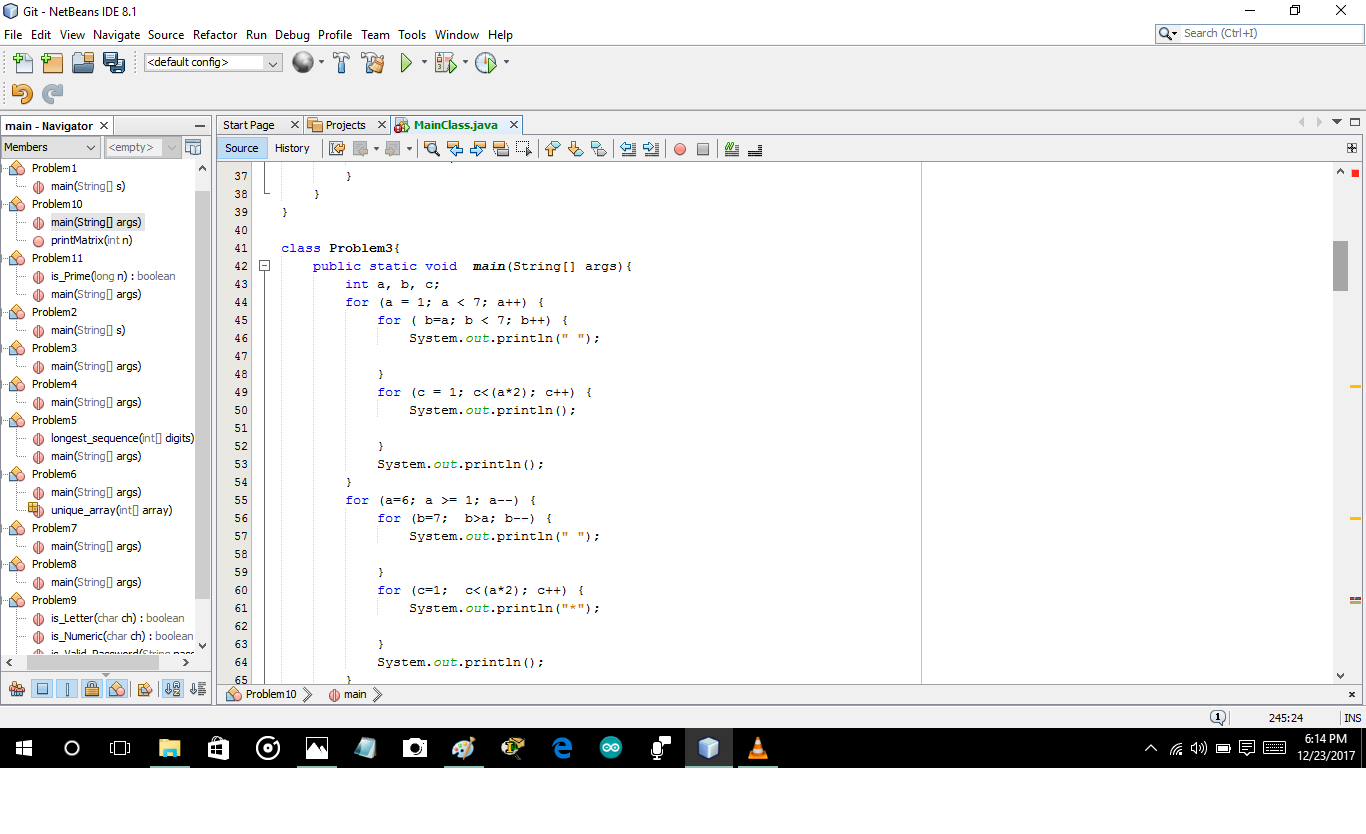 Git - NetBeans IDE 8.1
File Edit View Navigate Source Refactor Run Debug Profile Team Tools Window Help
Search (Ctrl+I)
<default config>
main - Navigator
Members
<empty>
Problem1
main(String[] s)
Problem10
main(String[] args)
printMatrix(int n)
Problem11
is_Prime(long n) : boolean
main(String[] args)
Problem2
main(String[] s)
Problem3
main(String[] args)
Problem4
main(String[] args)
Problem5
longest_sequence(int[] digits)
main(String[] args)
Problem6
main(String[] args)
unique_array(int[] array)
Problem7
main(String[] args)
Problem8
main(String[] args)
Problem9
is_Letter(char ch) : boolean
is_Numeric(char ch) : boolean
is_Valid_Password(String pass
Start Page Projects MainClass.java
Source History
37 }
38 }
39 }
40
41 class Problem3{
42 public static void  main(String[] args){
43 int a, b, c;
44 for (a = 1; a < 7; a++) {
45 for ( b=a; b < 7; b++) {
46 System.out.println(" ");
47
48 }
49 for (c = 1; c<(a*2); c++) {
50 System.out.println();
51
52 }
53 System.out.println();
54 }
55 for (a=6; a >= 1; a--) {
56 for (b=7;  b>a; b--) {
57 System.out.println(" ");
58
59 }
60 for (c=1;  c<(a*2); c++) {
61 System.out.println("*");
62
63 }
64 System.out.println();
65 }
Problem10 main
1 245:24 INS
6:14 PM
12/23/2017